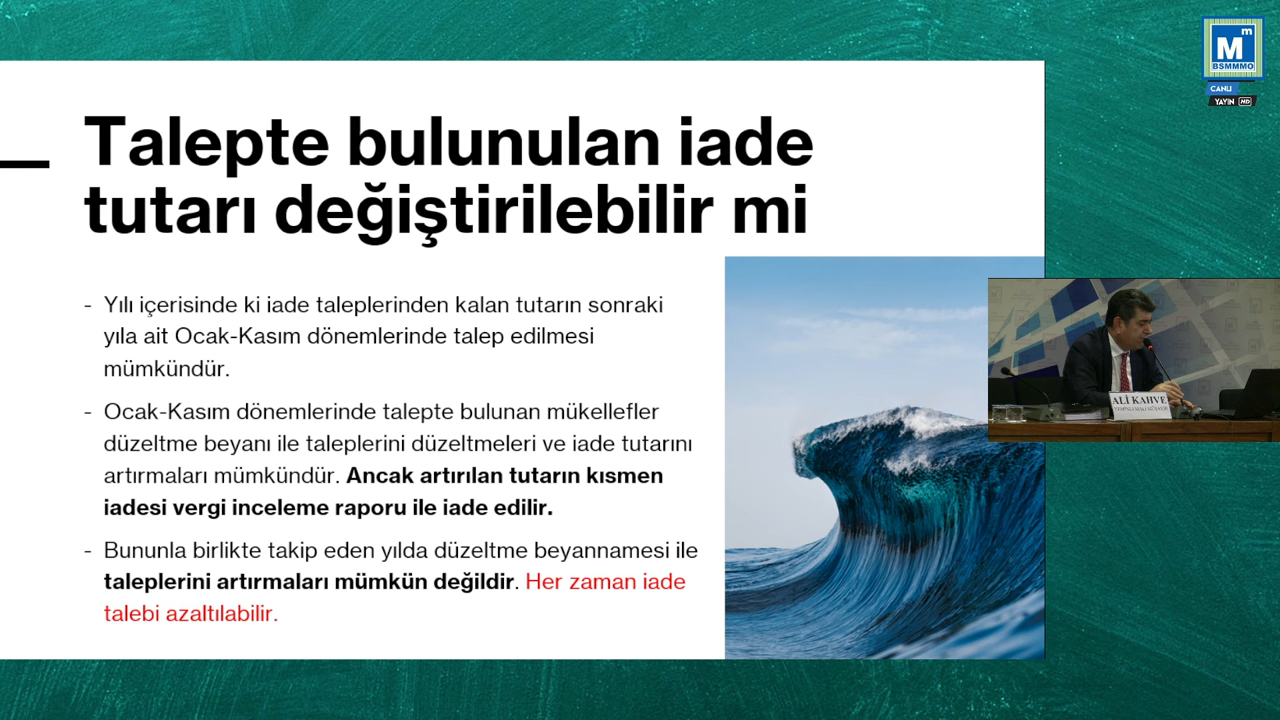 Talepte bulunulan iade
tutarı değiştirilebilir mi
- Yılı içerisinde ki iade taleplerinden kalan tutarın sonraki
yıla ait Ocak-Kasım dönemlerinde talep edilmesi
mümkündür.
- Ocak-Kasım dönemlerinde talepte bulunan mükellefler
düzeltme beyanı ile taleplerini düzeltmeleri ve iade tutarını
artırmaları mümkündür. Ancak artırılan tutarın kısmen
iadesi vergi inceleme raporu ile iade edilir.
- Bununla birlikte takip eden yılda düzeltme beyannamesi ile
taleplerini artırmaları mümkün değildir. Her zaman iade
talebi azaltılabilir.
M m
BSMMMO
CANLI
YAYIN HD
ALİ KAHVE